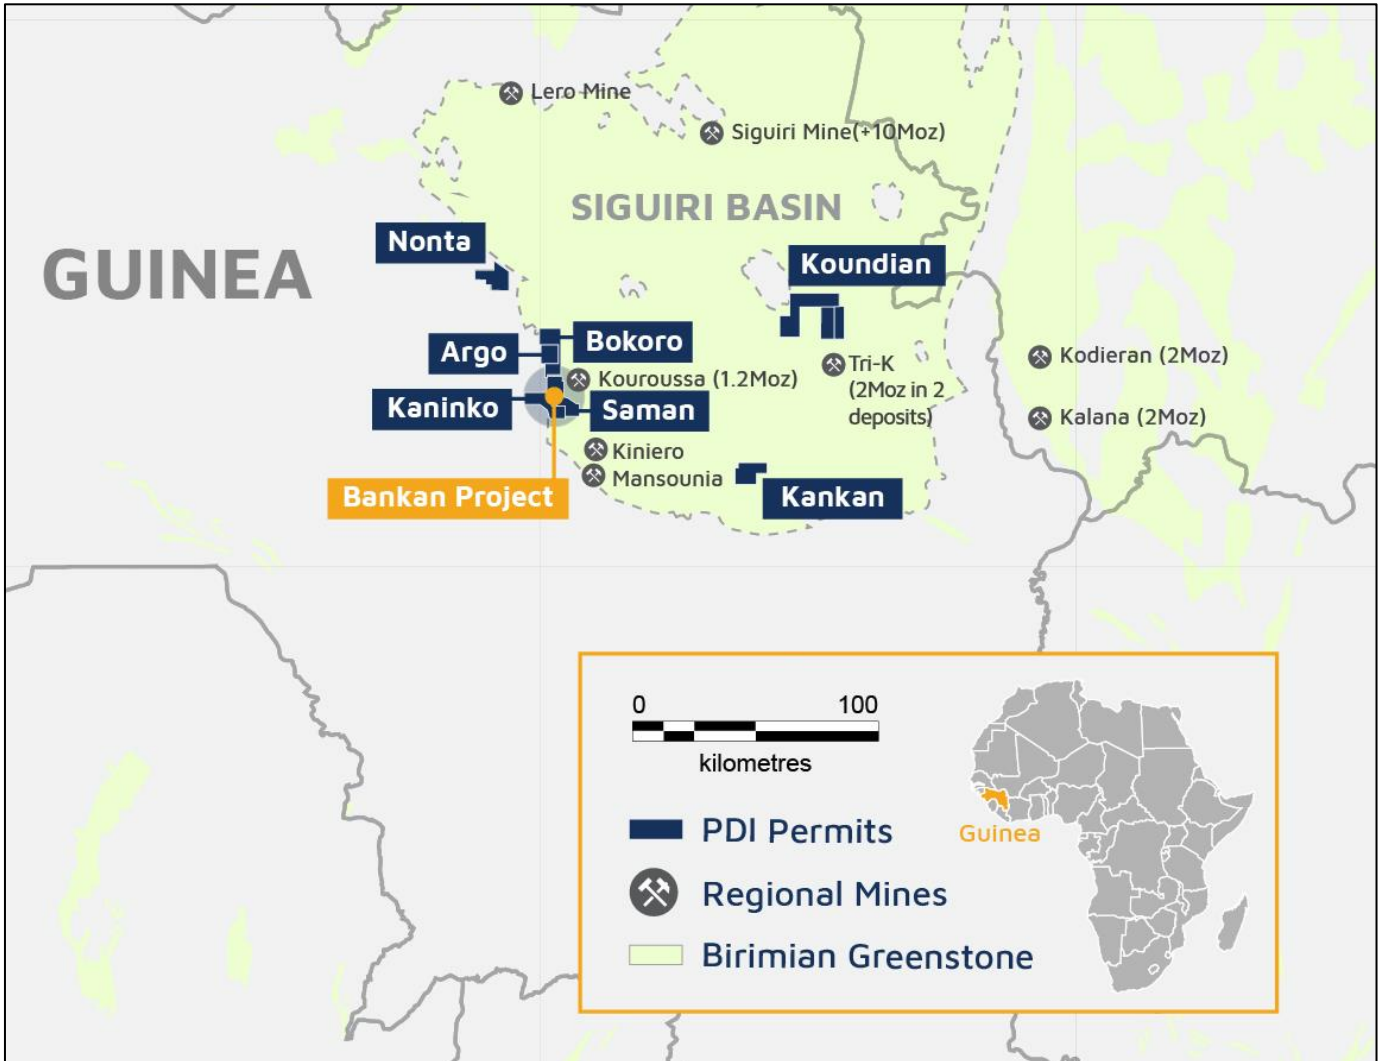 Lero Mine
Siguiri Mine(+10Moz)
SIGUIRI BASIN
Nonta
GUINEA
Koundian
Bokoro
Argo
Kodieran (2Moz)
Tri-K
(2Moz in 2
deposits)
Kouroussa (1.2Moz)
Kaninko
Saman
Kalana (2Moz)
Kiniero
Mansounia
Bankan Project
Kankan
0 100
kilometres
PDI Permits
Guinea
Regional Mines
Birimian Greenstone